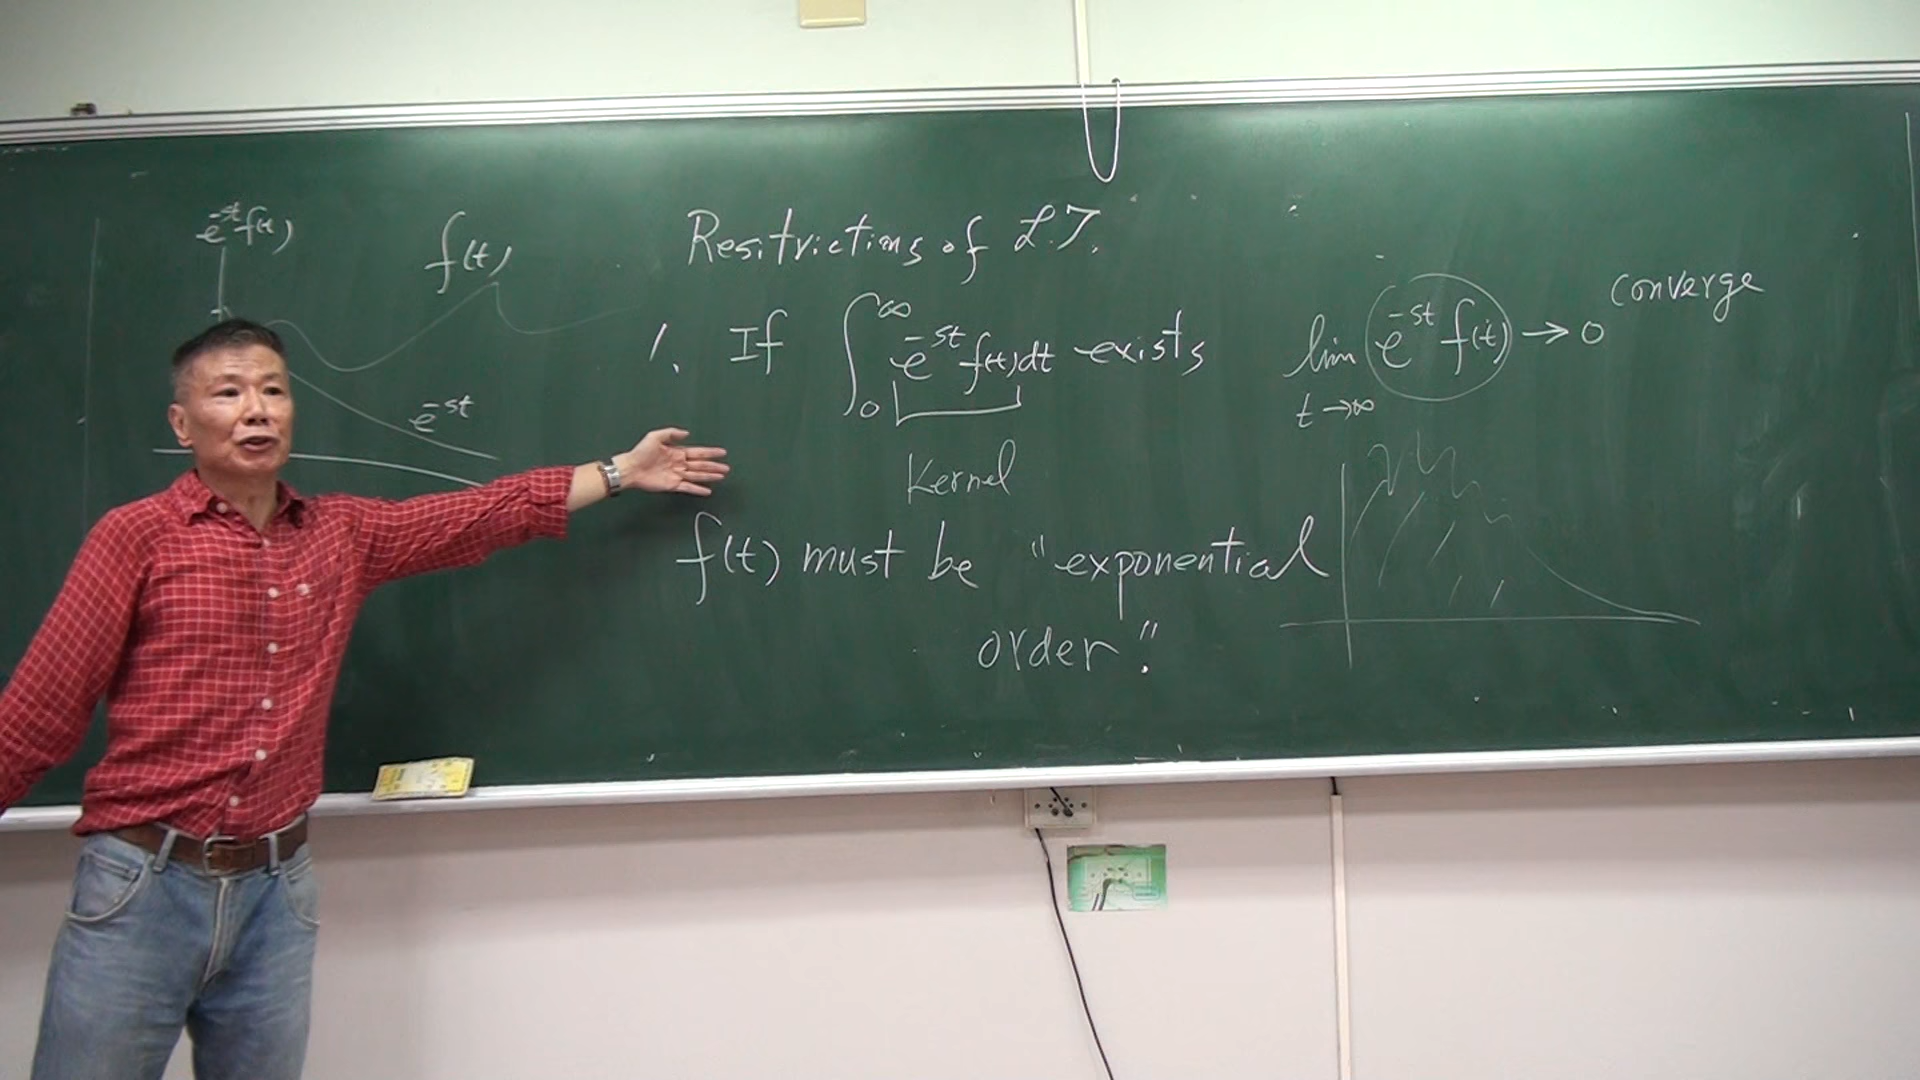 e^-st f(t)
f(t)
e^-st
Resitrictions of L.T.
1. If ∫_0^∞ e^-st f(t)dt exists
Kernel
lim e^-st f(t) → 0 converge
t→∞
f(t) must be "exponential
order".